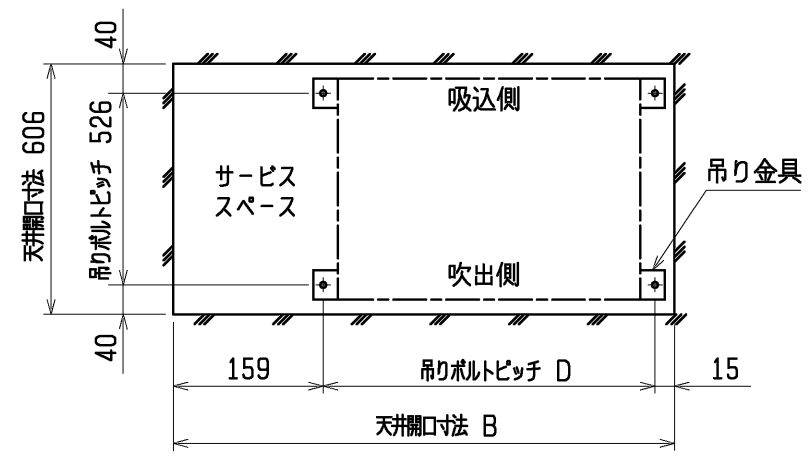 40
吸込側
天井開口寸法 606
吊りボルトピッチ 526
サービス
スペース
吊り金具
吹出側
40
159
吊りボルトピッチ D
15
天井開口寸法 B